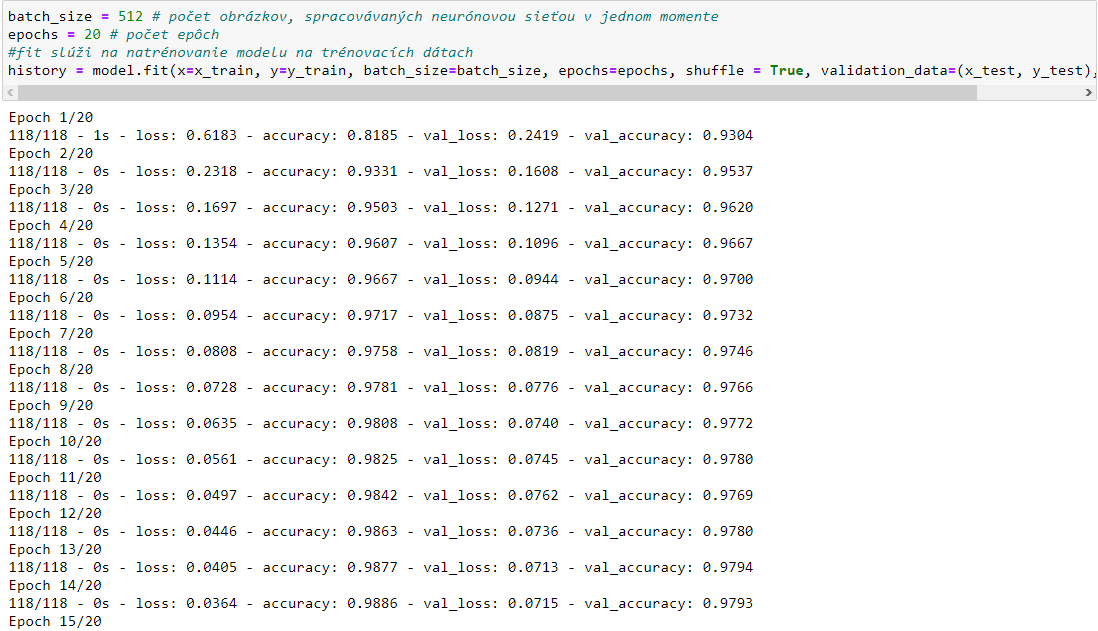 batch_size = 512 # počet obrázkov, spracovávaných neurónovou sieťou v jednom momente
epochs = 20 # počet epôch
#fit slúži na natrénovanie modelu na trénovacích dátach
history = model.fit(x=x_train, y=y_train, batch_size=batch_size, epochs=epochs, shuffle = True, validation_data=(x_test, y_test),
Epoch 1/20
118/118 - 1s - loss: 0.6183 - accuracy: 0.8185 - val_loss: 0.2419 - val_accuracy: 0.9304
Epoch 2/20
118/118 - 0s - loss: 0.2318 - accuracy: 0.9331 - val_loss: 0.1608 - val_accuracy: 0.9537
Epoch 3/20
118/118 - 0s - loss: 0.1697 - accuracy: 0.9503 - val_loss: 0.1271 - val_accuracy: 0.9620
Epoch 4/20
118/118 - 0s - loss: 0.1354 - accuracy: 0.9607 - val_loss: 0.1096 - val_accuracy: 0.9667
Epoch 5/20
118/118 - 0s - loss: 0.1114 - accuracy: 0.9667 - val_loss: 0.0944 - val_accuracy: 0.9700
Epoch 6/20
118/118 - 0s - loss: 0.0954 - accuracy: 0.9717 - val_loss: 0.0875 - val_accuracy: 0.9732
Epoch 7/20
118/118 - 0s - loss: 0.0808 - accuracy: 0.9758 - val_loss: 0.0819 - val_accuracy: 0.9746
Epoch 8/20
118/118 - 0s - loss: 0.0728 - accuracy: 0.9781 - val_loss: 0.0776 - val_accuracy: 0.9766
Epoch 9/20
118/118 - 0s - loss: 0.0635 - accuracy: 0.9808 - val_loss: 0.0740 - val_accuracy: 0.9772
Epoch 10/20
118/118 - 0s - loss: 0.0561 - accuracy: 0.9825 - val_loss: 0.0745 - val_accuracy: 0.9780
Epoch 11/20
118/118 - 0s - loss: 0.0497 - accuracy: 0.9842 - val_loss: 0.0762 - val_accuracy: 0.9769
Epoch 12/20
118/118 - 0s - loss: 0.0446 - accuracy: 0.9863 - val_loss: 0.0736 - val_accuracy: 0.9780
Epoch 13/20
118/118 - 0s - loss: 0.0405 - accuracy: 0.9877 - val_loss: 0.0713 - val_accuracy: 0.9794
Epoch 14/20
118/118 - 0s - loss: 0.0364 - accuracy: 0.9886 - val_loss: 0.0715 - val_accuracy: 0.9793
Epoch 15/20